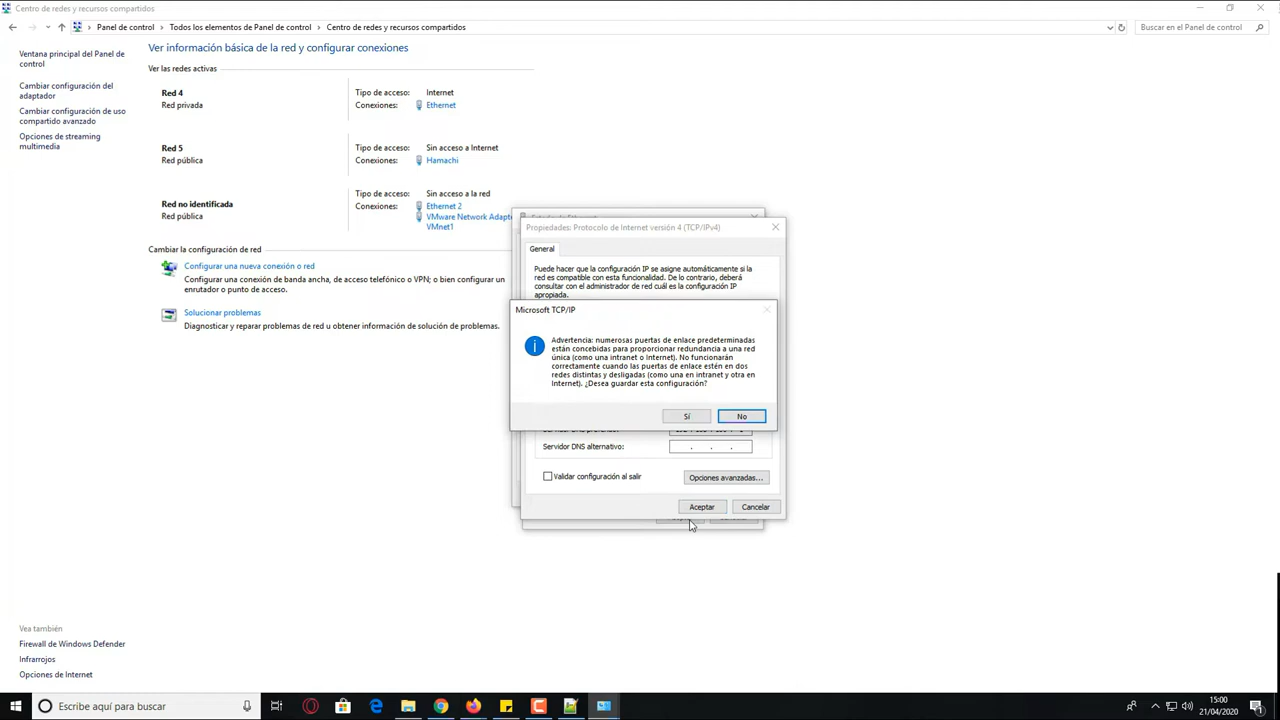 Centro de redes y recursos compartidos
Panel de control > Todos los elementos de Panel de control > Centro de redes y recursos compartidos
Buscar en el Panel de control
Ventana principal del Panel de
control
Cambiar configuración del
adaptador
Cambiar configuración de uso
compartido avanzado
Opciones de streaming
multimedia
Ver información básica de la red y configurar conexiones
Ver las redes activas
Red 4
Red privada
Tipo de acceso: Internet
Conexiones: Ethernet
Red 5
Red pública
Tipo de acceso: Sin acceso a Internet
Conexiones: Hamachi
Red no identificada
Red pública
Tipo de acceso: Sin acceso a la red
Conexiones: Ethernet 2
VMware Network Adapte
VMnet1
Cambiar la configuración de red
Configurar una nueva conexión o red
Configurar una conexión de banda ancha, de acceso telefónico o VPN; o bien configurar un
enrutador o punto de acceso.
Solucionar problemas
Diagnosticar y reparar problemas de red u obtener información de solución de problemas.
Propiedades: Protocolo de Internet versión 4 (TCP/IPv4)
General
Puede hacer que la configuración IP se asigne automáticamente si la
red es compatible con esta funcionalidad. De lo contrario, deberá
consultar con el administrador de red cuál es la configuración IP
apropiada.
Microsoft TCP/IP
Advertencia: numerosas puertas de enlace predeterminadas
están concebidas para proporcionar redundancia a una red
única (como una intranet o Internet). No funcionarán
correctamente cuando las puertas de enlace estén en dos
redes distintas y desligadas (como una en intranet y otra en
Internet). ¿Desea guardar esta configuración?
Sí
No
Servidor DNS alternativo:
Validar configuración al salir
Opciones avanzadas...
Aceptar
Cancelar
Vea también
Firewall de Windows Defender
Infrarrojos
Opciones de Internet
Escribe aquí para buscar
15:00
21/04/2020
1